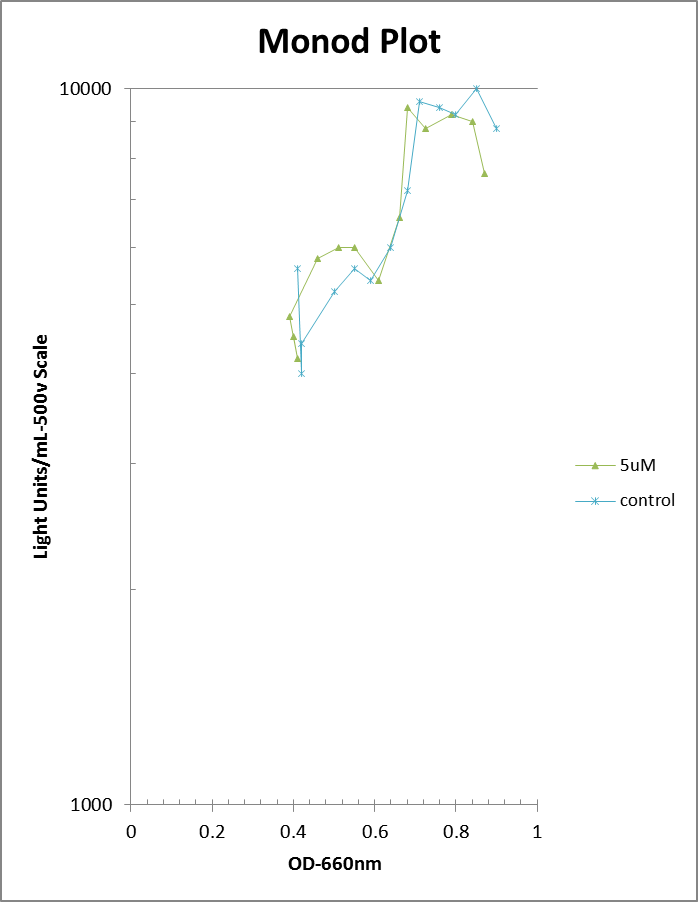 Monod Plot
10000
1000
Light Units/mL-500v Scale
0 0.2 0.4 0.6 0.8 1
OD-660nm
5uM
control